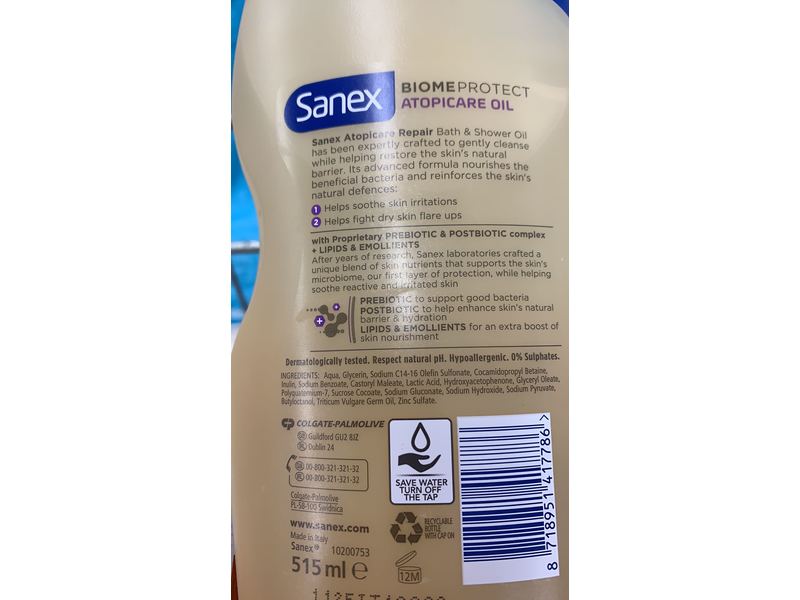 Sanex
BIOMEPROTECT
ATOPICARE OIL
Sanex Atopicare Repair Bath & Shower Oil
has been expertly crafted to gently cleanse
while helping restore the skin's natural
barrier. Its advanced formula nourishes the
beneficial bacteria and reinforces the skin's
natural defences:
1 Helps soothe skin irritations
2 Helps fight dry skin flare ups
with Proprietary PREBIOTIC & POSTBIOTIC complex
+ LIPIDS & EMOLLIENTS
After years of research, Sanex laboratories crafted a
unique blend of skin nutrients that supports the skin's
microbiome, our first layer of protection, while helping
soothe reactive and irritated skin
PREBIOTIC to support good bacteria
POSTBIOTIC to help enhance skin's natural
barrier & hydration
LIPIDS & EMOLLIENTS for an extra boost of
skin nourishment
Dermatologically tested. Respect natural pH. Hypoallergenic. 0% Sulphates.
INGREDIENTS: Aqua, Glycerin, Sodium C14-16 Olefin Sulfonate, Cocamidopropyl Betaine,
Inulin, Sodium Benzoate, Castoryl Maleate, Lactic Acid, Hydroxyacetophenone, Glyceryl Oleate,
Polyquaternium-7, Sucrose Cocoate, Sodium Gluconate, Sodium Hydroxide, Sodium Pyruvate,
Butyloctanol, Triticum Vulgare Germ Oil, Zinc Sulfate.
COLGATE-PALMOLIVE
GB Guildford GU2 8JZ
Dublin 24
GB 00-800-321-321-32
00-800-321-321-32
Colgate-Palmolive
PL-58-100 Świdnica
www.sanex.com
Made in Italy
Sanex® 10200753
515 ml e
SAVE WATER
TURN OFF
THE TAP
RECYCLABLE
BOTTLE
WITH CAP ON
12M
8 718951 417786 >